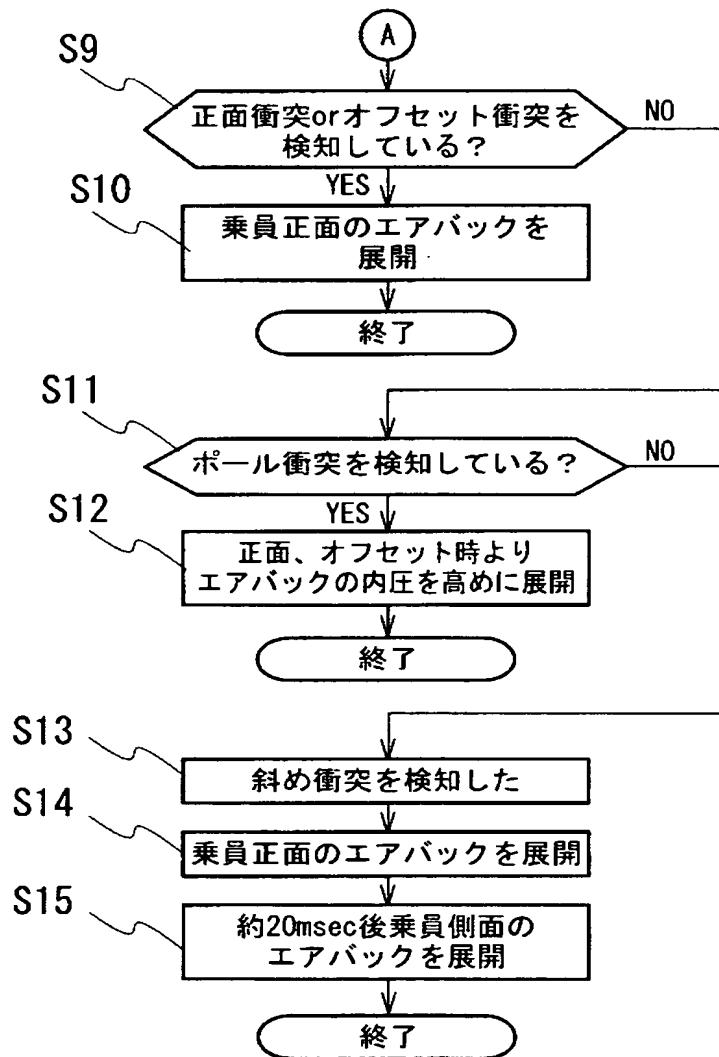 A
S9
正面衝突orオフセット衝突を
検知している?
NO
YES
S10
乗員正面のエアバックを
展開
終了
S11
ポール衝突を検知している?
NO
YES
S12
正面、オフセット時より
エアバックの内圧を高めに展開
終了
S13
斜め衝突を検知した
S14
乗員正面のエアバックを展開
S15
約20msec後乗員側面の
エアバックを展開
終了